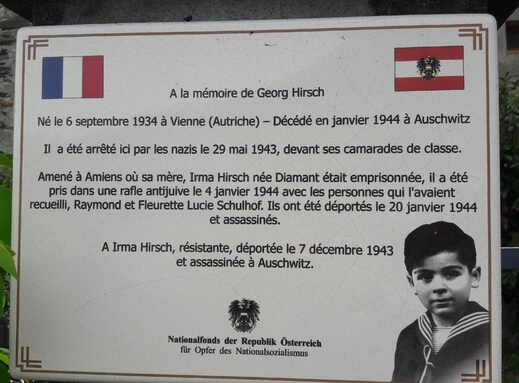 A la mémoire de Georg Hirsch
Né le 6 septembre 1934 à Vienne (Autriche) – Décédé en janvier 1944 à Auschwitz
Il a été arrêté ici par les nazis le 29 mai 1943, devant ses camarades de classe.
Amené à Amiens où sa mère, Irma Hirsch née Diamant était emprisonnée, il a été
pris dans une rafle antijuive le 4 janvier 1944 avec les personnes qui l'avaient
recueilli, Raymond et Fleurette Lucie Schulhof. Ils ont été déportés le 20 janvier 1944
et assassinés.
A Irma Hirsch, résistante, déportée le 7 décembre 1943
et assassinée à Auschwitz.
Nationalfonds der Republik Österreich
für Opfer des Nationalsozialismus